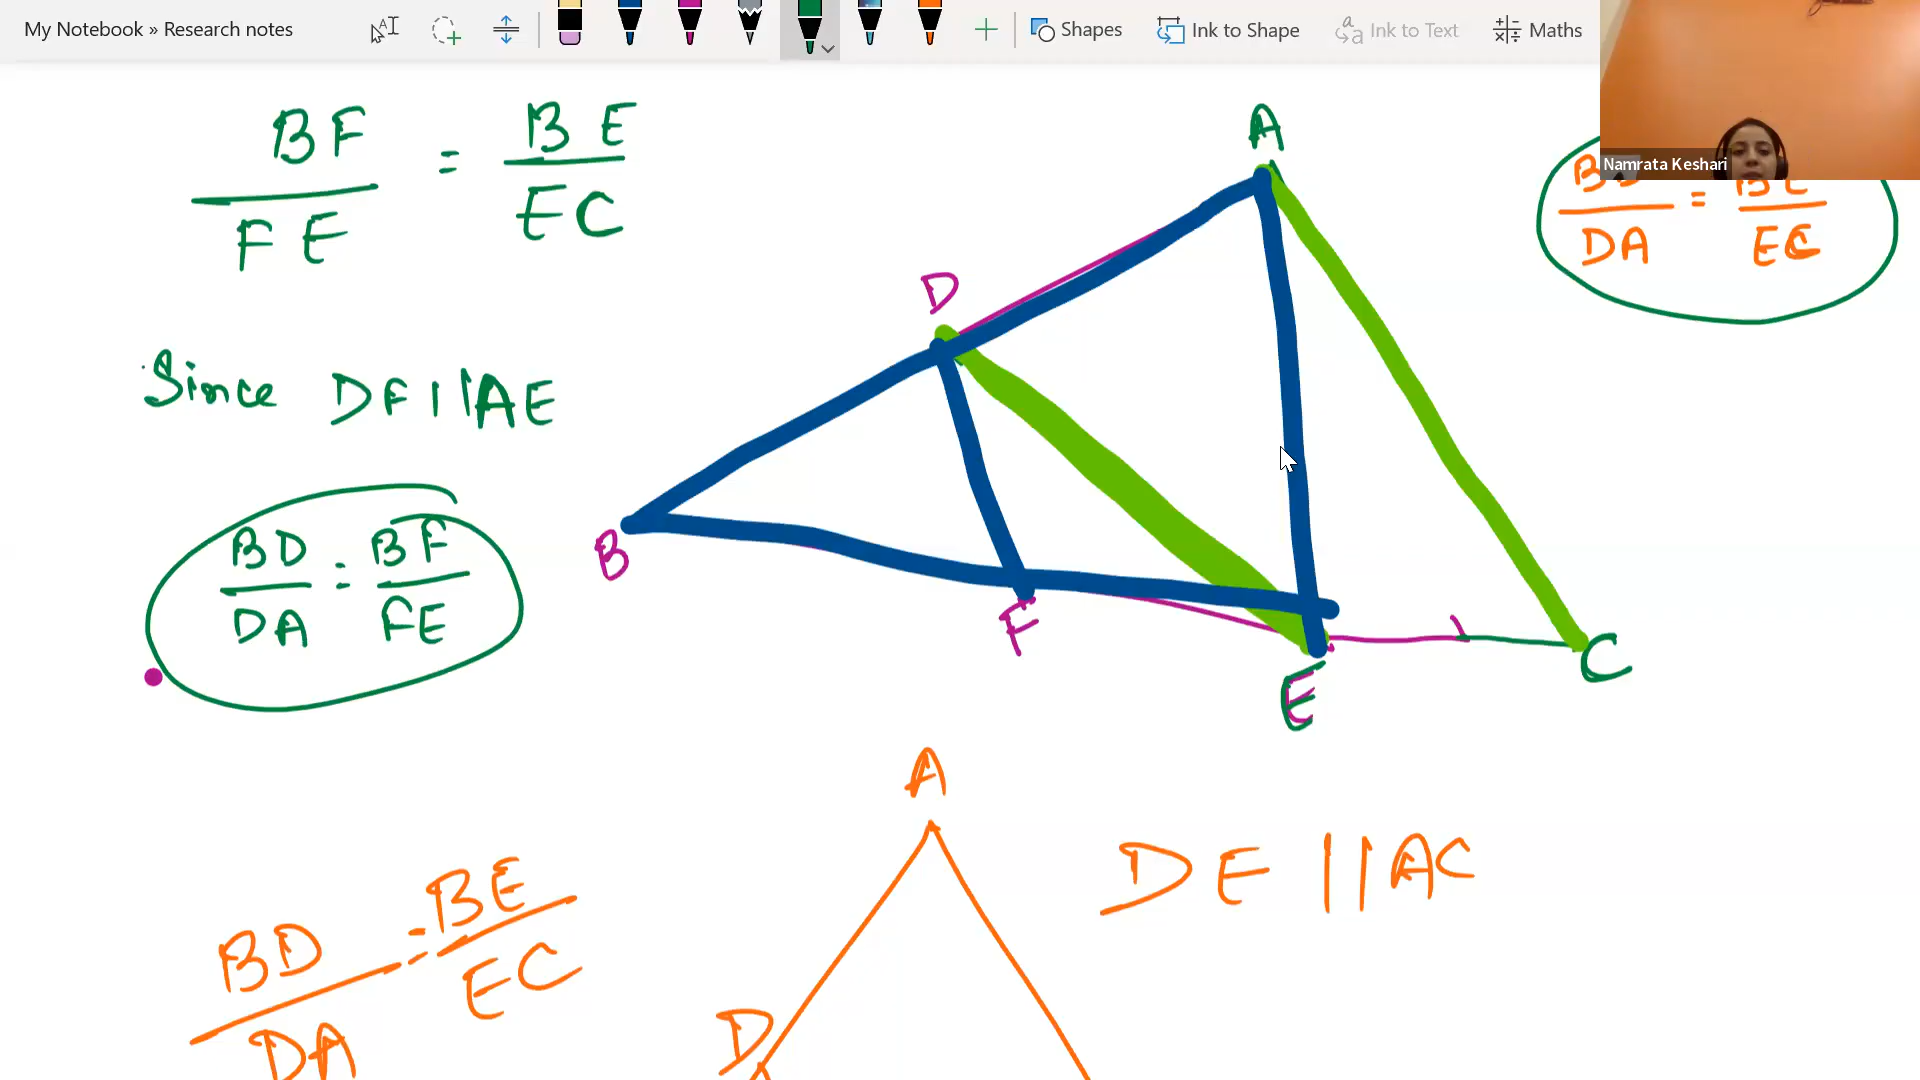 My Notebook » Research notes
Shapes
Ink to Shape
Ink to Text
Maths
Namrata Keshari
BF = BE
FE EC
A
= 
DA EC
D
Since DF || AE
BD = BF
DA FE
B
F
E
C
A
DE || AC
BD = BE
DA EC
D